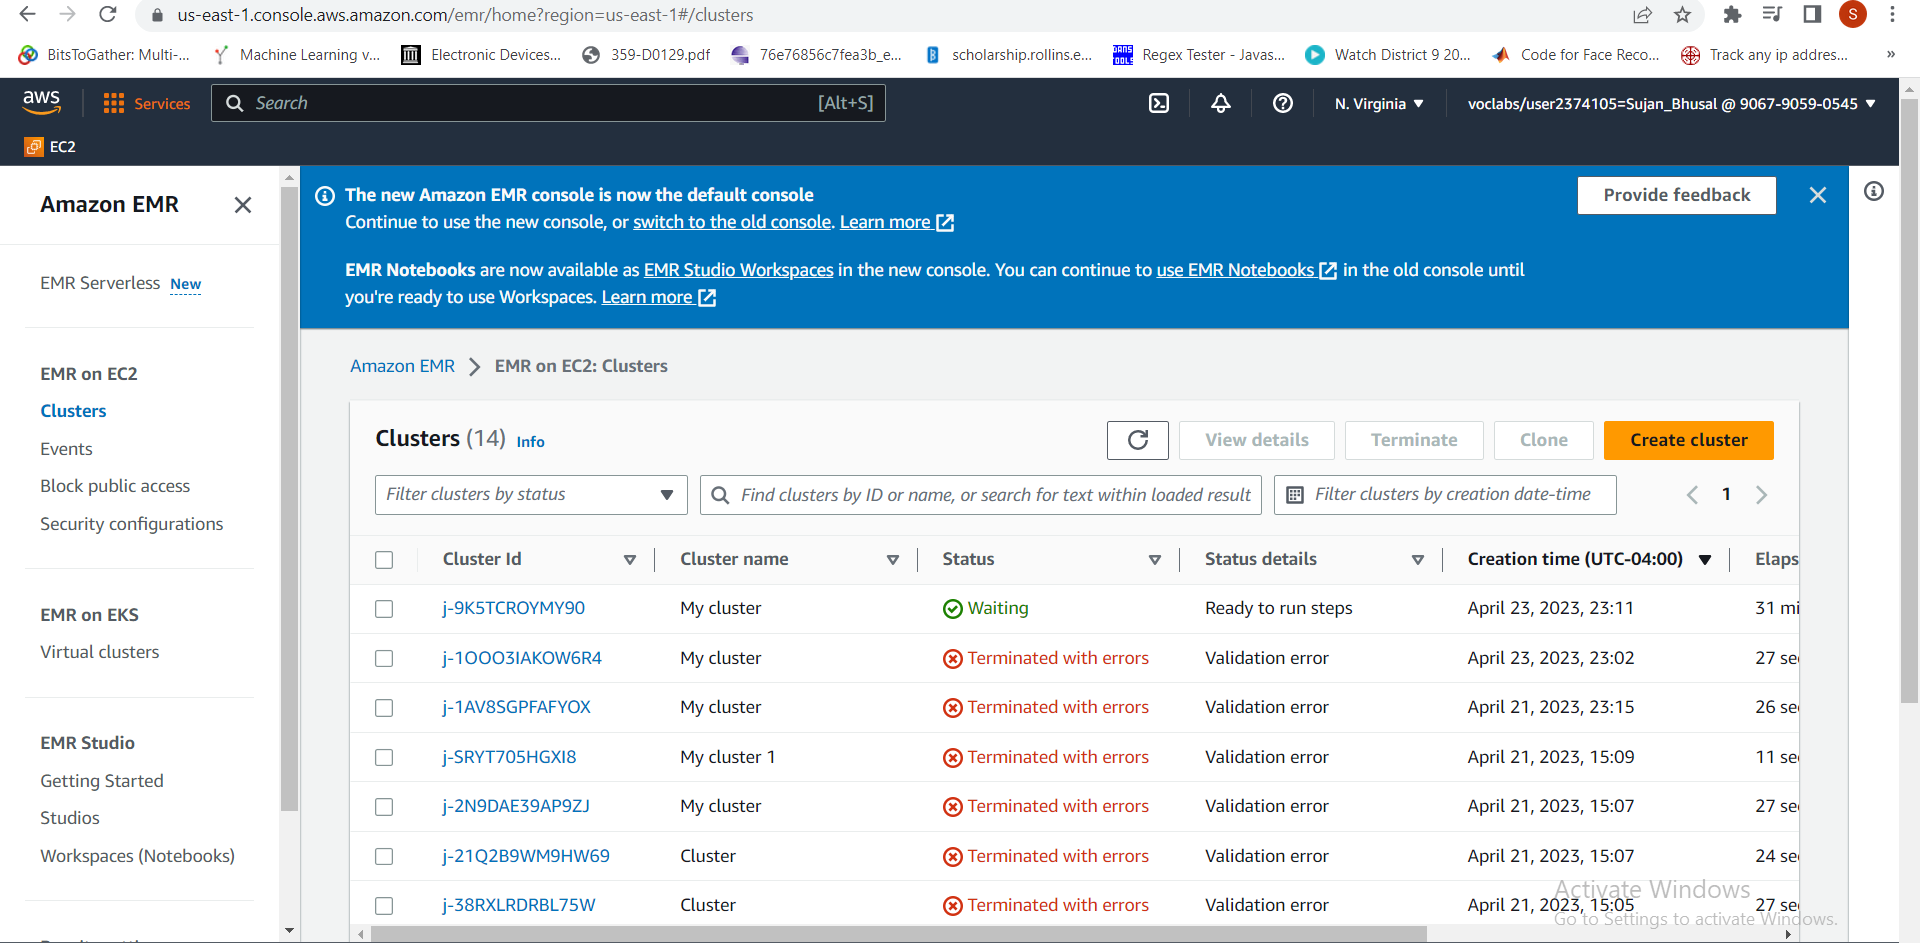 us-east-1.console.aws.amazon.com/emr/home?region=us-east-1#/clusters
S
BitsToGather: Multi-...
Machine Learning v...
Electronic Devices...
359-D0129.pdf
76e76856c7fea3b_e...
scholarship.rollins.e...
Regex Tester - Javas...
Watch District 9 20...
Code for Face Reco...
Track any ip addres...
»
aws
Services
Search
[Alt+S]
N. Virginia
voclabs/user2374105=Sujan_Bhusal @ 9067-9059-0545
EC2
Amazon EMR
EMR Serverless New
EMR on EC2
Clusters
Events
Block public access
Security configurations
EMR on EKS
Virtual clusters
EMR Studio
Getting Started
Studios
Workspaces (Notebooks)
The new Amazon EMR console is now the default console
Continue to use the new console, or switch to the old console. Learn more
EMR Notebooks are now available as EMR Studio Workspaces in the new console. You can continue to use EMR Notebooks in the old console until
you're ready to use Workspaces. Learn more
Provide feedback
Amazon EMR > EMR on EC2: Clusters
Clusters (14) Info
View details
Terminate
Clone
Create cluster
Filter clusters by status
Find clusters by ID or name, or search for text within loaded result
Filter clusters by creation date-time
1
Cluster Id Cluster name Status Status details Creation time (UTC-04:00) Elaps
j-9K5TCROYMY90 My cluster Waiting Ready to run steps April 23, 2023, 23:11 31 mi
j-1OOO3IAKOW6R4 My cluster Terminated with errors Validation error April 23, 2023, 23:02 27 se
j-1AV8SGPFAFYOX My cluster Terminated with errors Validation error April 21, 2023, 23:15 26 se
j-SRYT705HGXI8 My cluster 1 Terminated with errors Validation error April 21, 2023, 15:09 11 se
j-2N9DAE39AP9ZJ My cluster Terminated with errors Validation error April 21, 2023, 15:07 27 se
j-21Q2B9WM9HW69 Cluster Terminated with errors Validation error April 21, 2023, 15:07 24 se
j-38RXLRDRBL75W Cluster Terminated with errors Validation error April 21, 2023, 15:05 27 se
Activate Windows
Go to Settings to activate Windows.